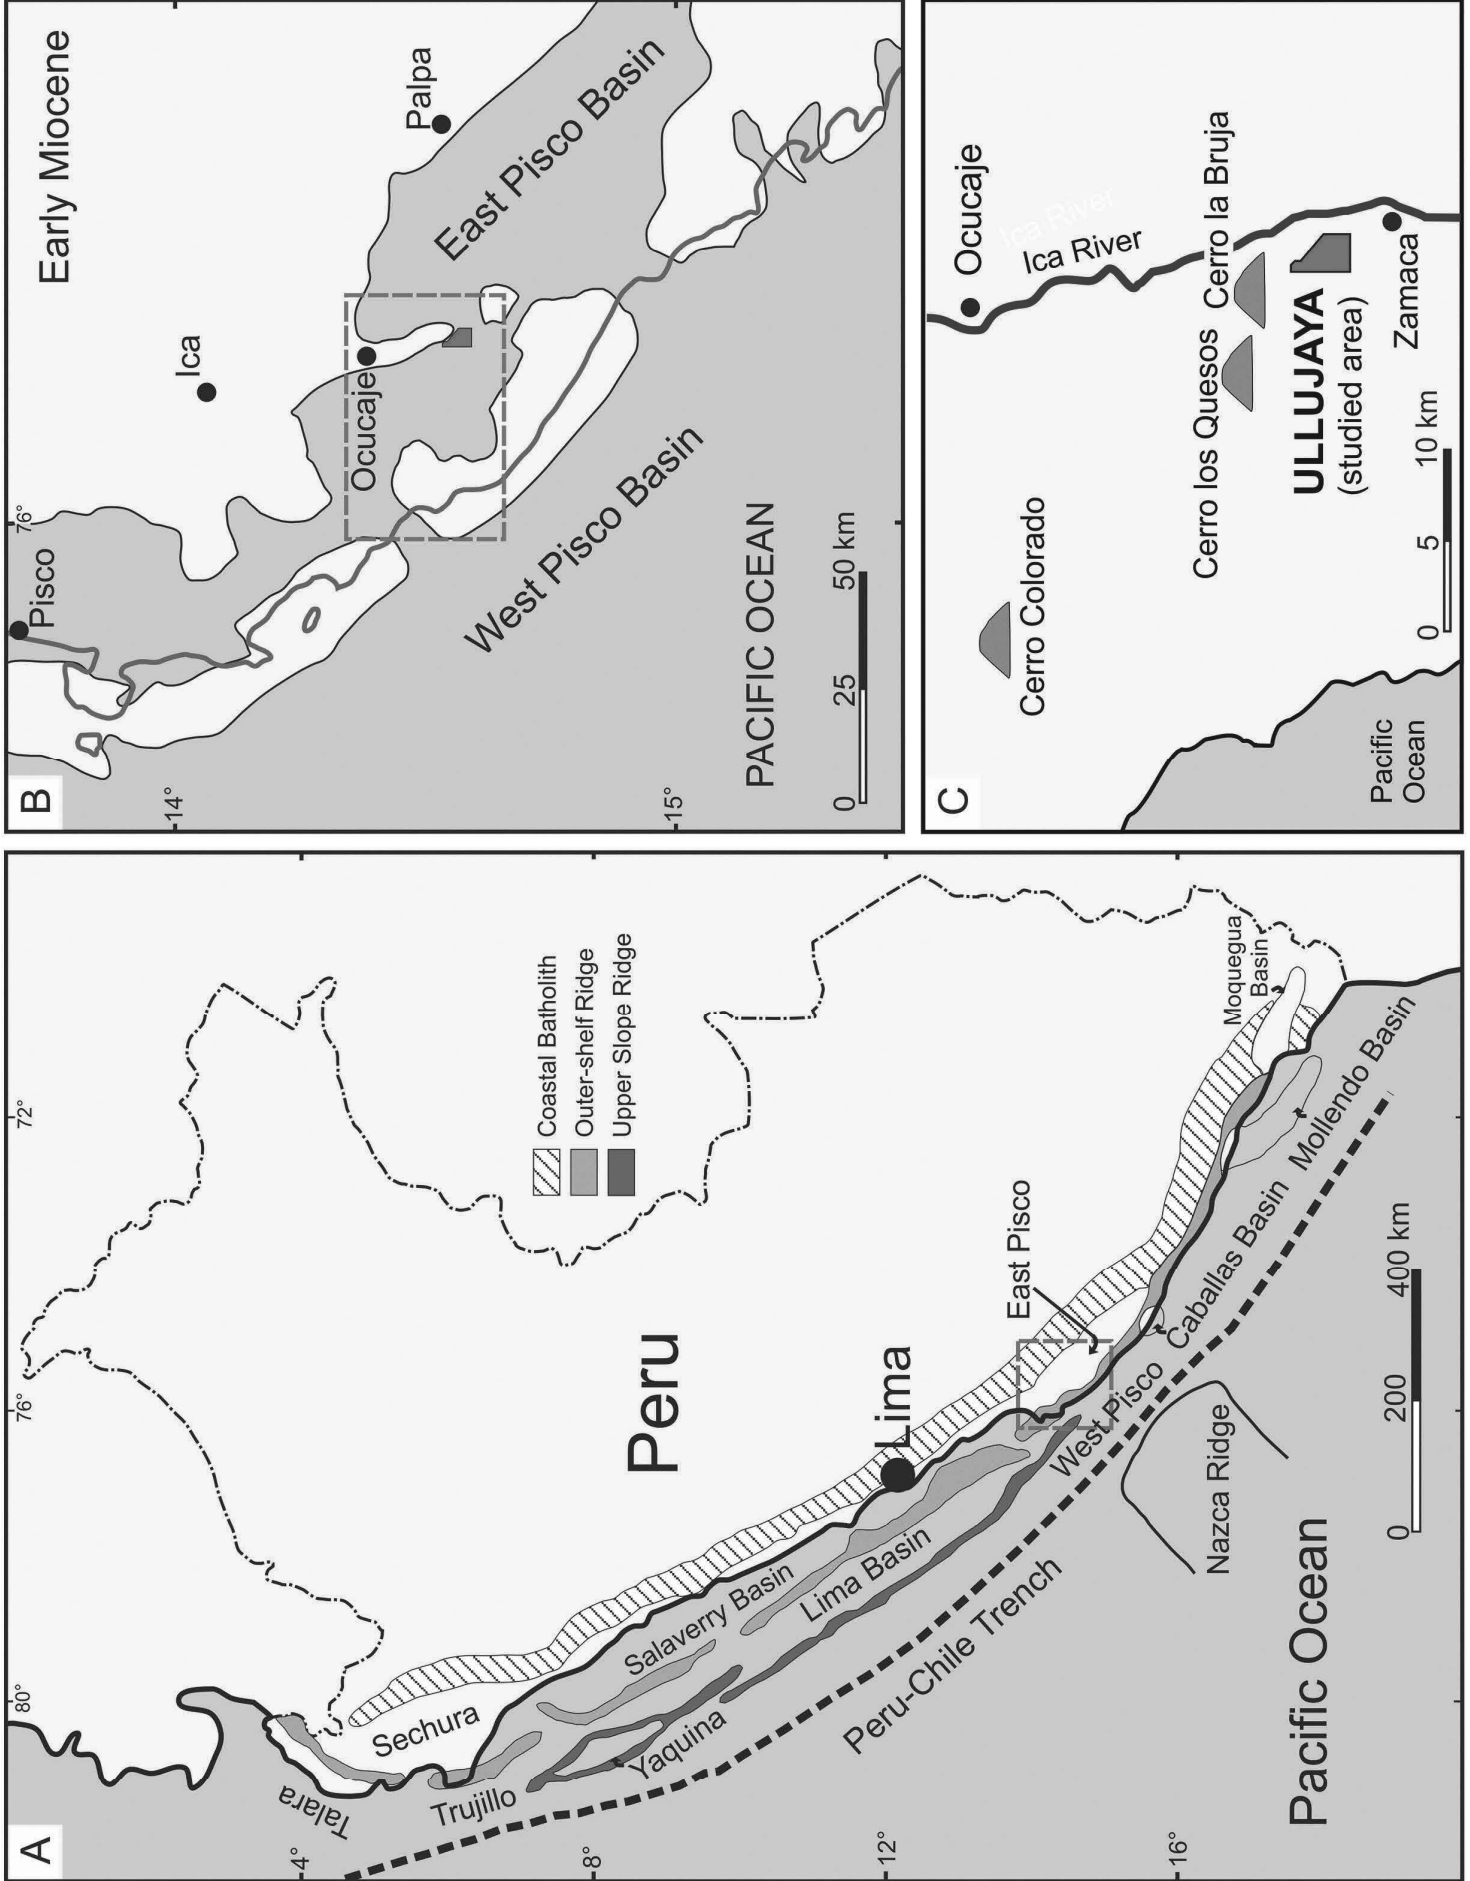 A
80°
76°
72°
4°
8°
12°
16°
Talara
Sechura
Trujillo
Yaquina
Salaverry Basin
Lima Basin
Peru-Chile Trench
Peru
Lima
Coastal Batholith
Outer-shelf Ridge
Upper Slope Ridge
East Pisco
West Pisco
Caballas Basin
Mollendo Basin
Moquegua
Basin
Nazca Ridge
Pacific Ocean
0 200 400 km
B
76°
14°
15°
Early Miocene
Pisco
Ica
Palpa
Ocucaje
East Pisco Basin
West Pisco Basin
PACIFIC OCEAN
0 25 50 km
C
Ocucaje
Ica River
Ica River
Cerro Colorado
Cerro los Quesos
Cerro la Bruja
ULLUJAYA
(studied area)
Zamaca
Pacific
Ocean
0 5 10 km